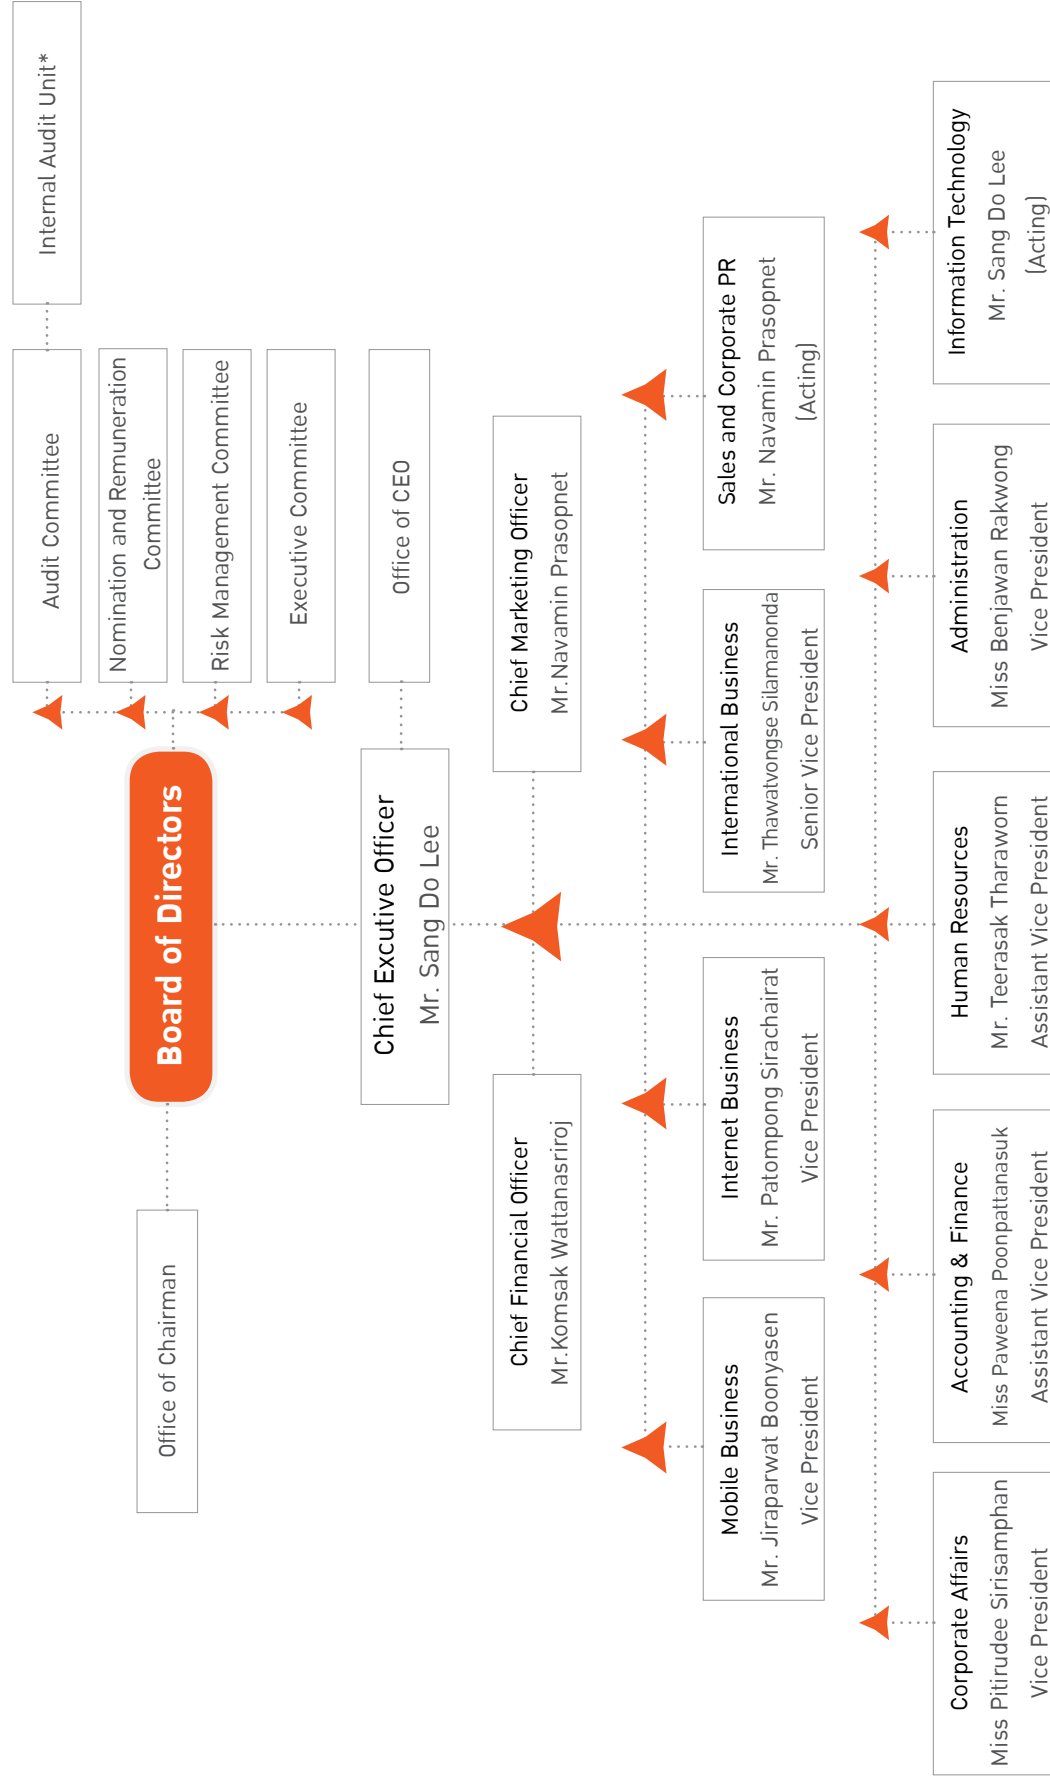 Internal Audit Unit*
Audit Committee
Nomination and Remuneration
Committee
Risk Management Committee
Executive Committee
Board of Directors
Office of Chairman
Office of CEO
Chief Excutive Officer
Mr. Sang Do Lee
Chief Financial Officer
Mr.Komsak Wattanasriroj
Chief Marketing Officer
Mr.Navamin Prasopnet
Mobile Business
Mr. Jiraparwat Boonyasen
Vice President
Internet Business
Mr. Patompong Sirachairat
Vice President
International Business
Mr. Thawatvongse Silamanonda
Senior Vice President
Sales and Corporate PR
Mr. Navamin Prasopnet
(Acting)
Corporate Affairs
Miss Pitirudee Sirisamphan
Vice President
Accounting & Finance
Miss Paweena Poonpattanasuk
Assistant Vice President
Human Resources
Mr. Teerasak Tharaworn
Assistant Vice President
Administration
Miss Benjawan Rakwong
Vice President
Information Technology
Mr. Sang Do Lee
(Acting)